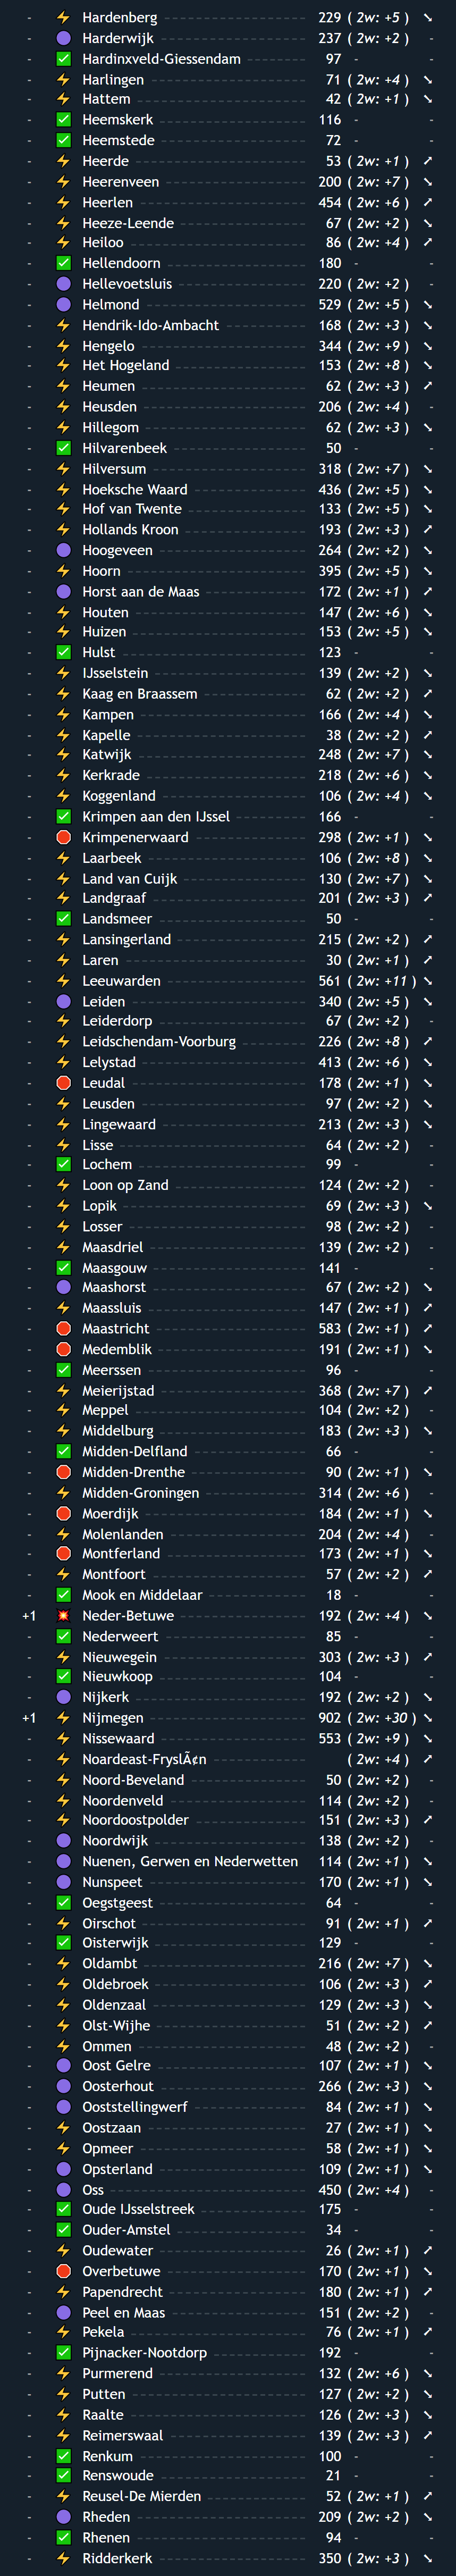 - ⚡ Hardenberg 229 ( 2w: +5 ) ↘
- 🟣 Harderwijk 237 ( 2w: +2 ) -
- ✅ Hardinxveld-Giessendam 97 - -
- ⚡ Harlingen 71 ( 2w: +4 ) ↘
- ⚡ Hattem 42 ( 2w: +1 ) ↘
- ✅ Heemskerk 116 - -
- ✅ Heemstede 72 - -
- ⚡ Heerde 53 ( 2w: +1 ) ↗
- ⚡ Heerenveen 200 ( 2w: +7 ) ↘
- ⚡ Heerlen 454 ( 2w: +6 ) ↗
- ⚡ Heeze-Leende 67 ( 2w: +2 ) ↘
- ⚡ Heiloo 86 ( 2w: +4 ) ↗
- ✅ Hellendoorn 180 - -
- 🟣 Hellevoetsluis 220 ( 2w: +2 ) -
- 🟣 Helmond 529 ( 2w: +5 ) ↘
- ⚡ Hendrik-Ido-Ambacht 168 ( 2w: +3 ) ↘
- ⚡ Hengelo 344 ( 2w: +9 ) ↘
- ⚡ Het Hogeland 153 ( 2w: +8 ) ↘
- ⚡ Heumen 62 ( 2w: +3 ) ↗
- ⚡ Heusden 206 ( 2w: +4 ) -
- ⚡ Hillegom 62 ( 2w: +3 ) ↘
- ✅ Hilvarenbeek 50 - -
- ⚡ Hilversum 318 ( 2w: +7 ) ↘
- ⚡ Hoeksche Waard 436 ( 2w: +5 ) ↘
- ⚡ Hof van Twente 133 ( 2w: +5 ) ↘
- ⚡ Hollands Kroon 193 ( 2w: +3 ) ↗
- 🟣 Hoogeveen 264 ( 2w: +2 ) ↘
- ⚡ Hoorn 395 ( 2w: +5 ) ↘
- 🟣 Horst aan de Maas 172 ( 2w: +1 ) ↗
- ⚡ Houten 147 ( 2w: +6 ) ↘
- ⚡ Huizen 153 ( 2w: +5 ) ↘
- ✅ Hulst 123 - -
- ⚡ IJsselstein 139 ( 2w: +2 ) ↘
- ⚡ Kaag en Braassem 62 ( 2w: +2 ) ↗
- ⚡ Kampen 166 ( 2w: +4 ) ↘
- ⚡ Kapelle 38 ( 2w: +2 ) ↗
- ⚡ Katwijk 248 ( 2w: +7 ) ↘
- ⚡ Kerkrade 218 ( 2w: +6 ) ↘
- ⚡ Koggenland 106 ( 2w: +4 ) ↘
- ✅ Krimpen aan den IJssel 166 - -
- 🛑 Krimpenerwaard 298 ( 2w: +1 ) ↘
- ⚡ Laarbeek 106 ( 2w: +8 ) ↘
- ⚡ Land van Cuijk 130 ( 2w: +7 ) ↘
- ⚡ Landgraaf 201 ( 2w: +3 ) ↗
- ✅ Landsmeer 50 - -
- ⚡ Lansingerland 215 ( 2w: +2 ) ↗
- ⚡ Laren 30 ( 2w: +1 ) ↗
- ⚡ Leeuwarden 561 ( 2w: +11 ) ↘
- 🟣 Leiden 340 ( 2w: +5 ) ↘
- ⚡ Leiderdorp 67 ( 2w: +2 ) -
- ⚡ Leidschendam-Voorburg 226 ( 2w: +8 ) ↗
- ⚡ Lelystad 413 ( 2w: +6 ) ↘
- 🛑 Leudal 178 ( 2w: +1 ) ↘
- ⚡ Leusden 97 ( 2w: +2 ) ↘
- ⚡ Lingewaard 213 ( 2w: +3 ) ↘
- ⚡ Lisse 64 ( 2w: +2 ) -
- ✅ Lochem 99 - -
- ⚡ Loon op Zand 124 ( 2w: +2 ) -
- ⚡ Lopik 69 ( 2w: +3 ) ↘
- ⚡ Losser 98 ( 2w: +2 ) -
- ⚡ Maasdriel 139 ( 2w: +2 ) -
- ✅ Maasgouw 141 - -
- 🟣 Maashorst 67 ( 2w: +2 ) ↘
- ⚡ Maassluis 147 ( 2w: +1 ) ↗
- 🛑 Maastricht 583 ( 2w: +1 ) ↗
- 🛑 Medemblik 191 ( 2w: +1 ) ↘
- ✅ Meerssen 96 - -
- ⚡ Meierijstad 368 ( 2w: +7 ) ↗
- ⚡ Meppel 104 ( 2w: +2 ) -
- ⚡ Middelburg 183 ( 2w: +3 ) ↘
- ✅ Midden-Delfland 66 - -
- 🛑 Midden-Drenthe 90 ( 2w: +1 ) ↘
- ⚡ Midden-Groningen 314 ( 2w: +6 ) -
- 🛑 Moerdijk 184 ( 2w: +1 ) ↘
- ⚡ Molenlanden 204 ( 2w: +4 ) -
- 🛑 Montferland 173 ( 2w: +1 ) ↘
- ⚡ Montfoort 57 ( 2w: +2 ) ↗
- ✅ Mook en Middelaar 18 - -
+1 💥 Neder-Betuwe 192 ( 2w: +4 ) ↘
- ✅ Nederweert 85 - -
- ⚡ Nieuwegein 303 ( 2w: +3 ) ↗
- ✅ Nieuwkoop 104 - -
- 🟣 Nijkerk 192 ( 2w: +2 ) ↘
+1 ⚡ Nijmegen 902 ( 2w: +30 ) ↘
- ⚡ Nissewaard 553 ( 2w: +9 ) ↘
- ⚡ Noardeast-FryslÃ¢n ( 2w: +4 ) ↗
- ⚡ Noord-Beveland 50 ( 2w: +2 ) -
- ⚡ Noordenveld 114 ( 2w: +2 ) -
- ⚡ Noordoostpolder 151 ( 2w: +3 ) ↗
- 🟣 Noordwijk 138 ( 2w: +2 ) -
- 🟣 Nuenen, Gerwen en Nederwetten 114 ( 2w: +1 ) ↘
- 🟣 Nunspeet 170 ( 2w: +1 ) ↘
- ✅ Oegstgeest 64 - -
- ⚡ Oirschot 91 ( 2w: +1 ) ↗
- ✅ Oisterwijk 129 - -
- ⚡ Oldambt 216 ( 2w: +7 ) ↘
- ⚡ Oldebroek 106 ( 2w: +3 ) ↗
- ⚡ Oldenzaal 129 ( 2w: +3 ) ↘
- ⚡ Olst-Wijhe 51 ( 2w: +2 ) ↗
- ⚡ Ommen 48 ( 2w: +2 ) -
- 🟣 Oost Gelre 107 ( 2w: +1 ) ↘
- 🟣 Oosterhout 266 ( 2w: +3 ) ↘
- 🟣 Ooststellingwerf 84 ( 2w: +1 ) ↘
- ⚡ Oostzaan 27 ( 2w: +1 ) ↘
- ⚡ Opmeer 58 ( 2w: +1 ) ↘
- 🟣 Opsterland 109 ( 2w: +1 ) ↘
- 🟣 Oss 450 ( 2w: +4 ) -
- ✅ Oude IJsselstreek 175 - -
- ✅ Ouder-Amstel 34 - -
- ⚡ Oudewater 26 ( 2w: +1 ) ↗
- 🛑 Overbetuwe 170 ( 2w: +1 ) ↘
- ⚡ Papendrecht 180 ( 2w: +1 ) ↗
- 🟣 Peel en Maas 151 ( 2w: +2 ) -
- ⚡ Pekela 76 ( 2w: +1 ) ↗
- ✅ Pijnacker-Nootdorp 192 - -
- ⚡ Purmerend 132 ( 2w: +6 ) ↘
- ⚡ Putten 127 ( 2w: +2 ) ↘
- ⚡ Raalte 126 ( 2w: +3 ) ↘
- ⚡ Reimerswaal 139 ( 2w: +3 ) ↗
- ✅ Renkum 100 - -
- ✅ Renswoude 21 - -
- ⚡ Reusel-De Mierden 52 ( 2w: +1 ) ↗
- 🟣 Rheden 209 ( 2w: +2 ) ↘
- ✅ Rhenen 94 - -
- ⚡ Ridderkerk 350 ( 2w: +3 ) ↘